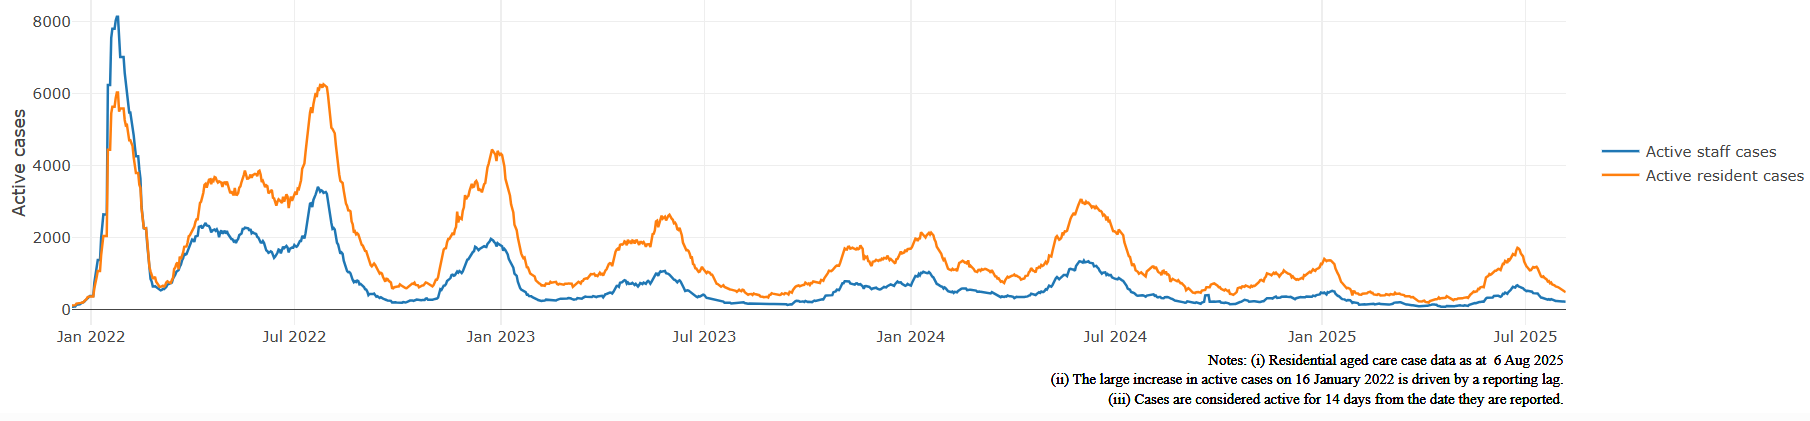 8000
6000
4000
2000
0
Active cases
Jan 2022
Jul 2022
Jan 2023
Jul 2023
Jan 2024
Jul 2024
Jan 2025
Jul 2025
Active staff cases
Active resident cases
Notes: (i) Residential aged care case data as at  6 Aug 2025
(ii) The large increase in active cases on 16 January 2022 is driven by a reporting lag.
(iii) Cases are considered active for 14 days from the date they are reported.